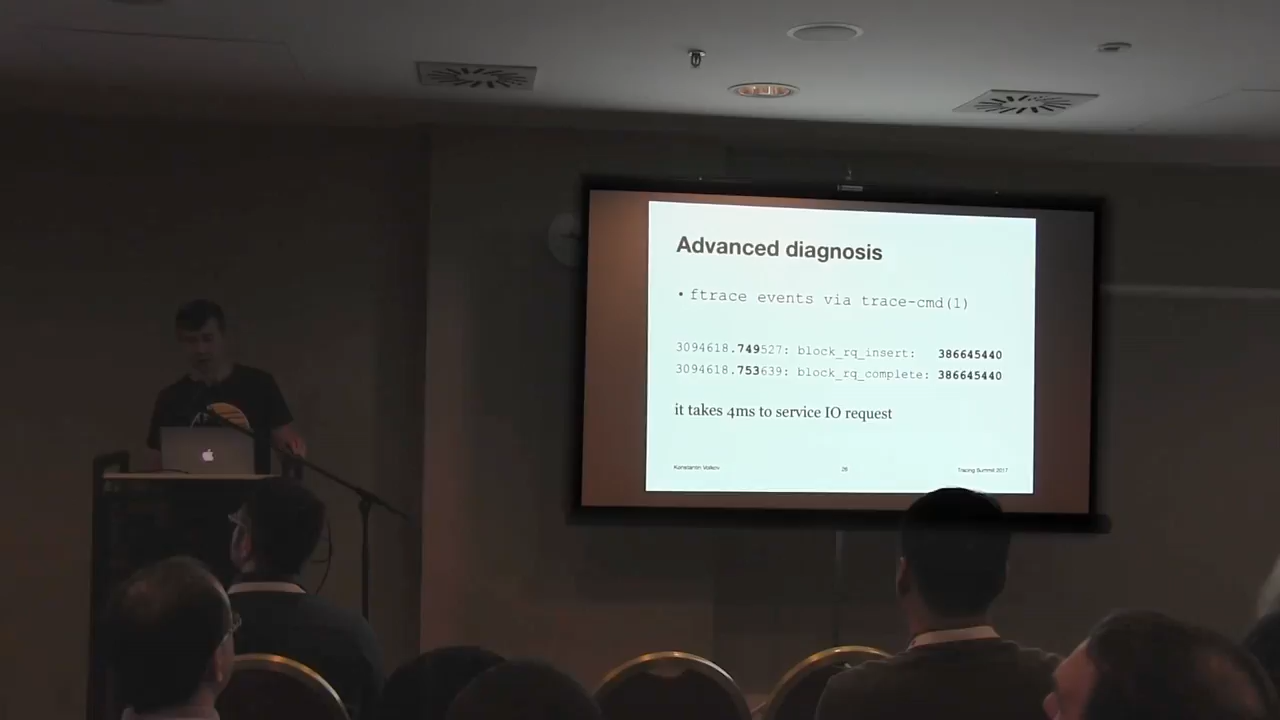 Advanced diagnosis
• ftrace events via trace-cmd(1)
3094618.749527: block_rq_insert: 386645440
3094618.753639: block_rq_complete: 386645440
it takes 4ms to service IO request
Konstantin 26 Tracing Summit 2017